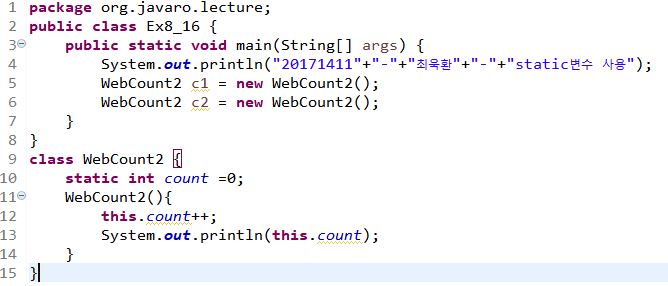 1 package org.javaro.lecture;
2 public class Ex8_16 {
3 public static void main(String[] args) {
4 System.out.println("20171411"+"-"+"최욱환"+"-"+"static변수 사용");
5 WebCount2 c1 = new WebCount2();
6 WebCount2 c2 = new WebCount2();
7 }
8 }
9 class WebCount2 {
10 static int count =0;
11 WebCount2(){
12 this.count++;
13 System.out.println(this.count);
14 }
15 }